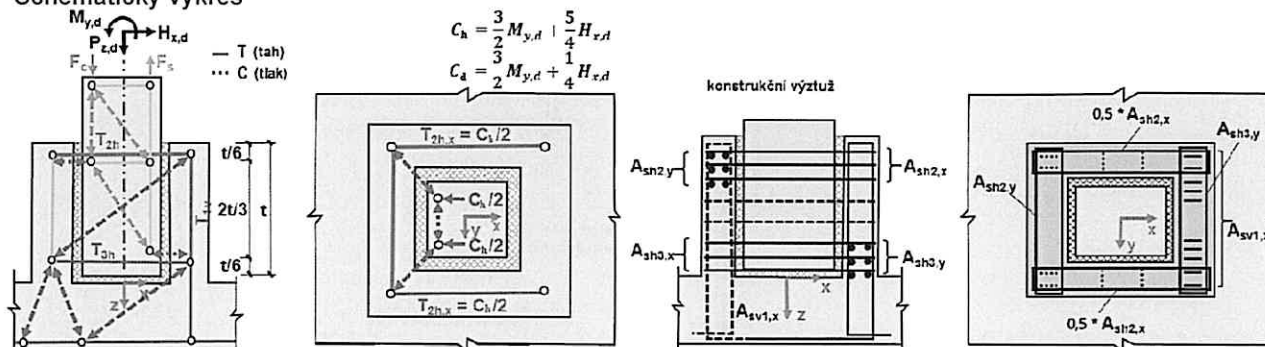 Schematický výkres
M_y,d
P_z,d
H_x,d
F_c
F_s
T (tah)
C (tlak)
T_2h
T_3h
t/6
2t/3
t
t/6
z
C_h = 3/2 M_y,d + 5/4 H_x,d
C_d = 3/2 M_y,d + 1/4 H_x,d
T_2h,x = C_h/2
C_h/2
x
y
C_h/2
T_2h,x = C_h/2
konstrukční výztuž
A_sh2,y
A_sh2,x
A_sh3,x
A_sh3,y
x
A_sv1,x
z
0,5 * A_sh2,x
A_sh3,y
A_sh2,y
x
y
A_sv1,x
0,5 * A_sh2,x